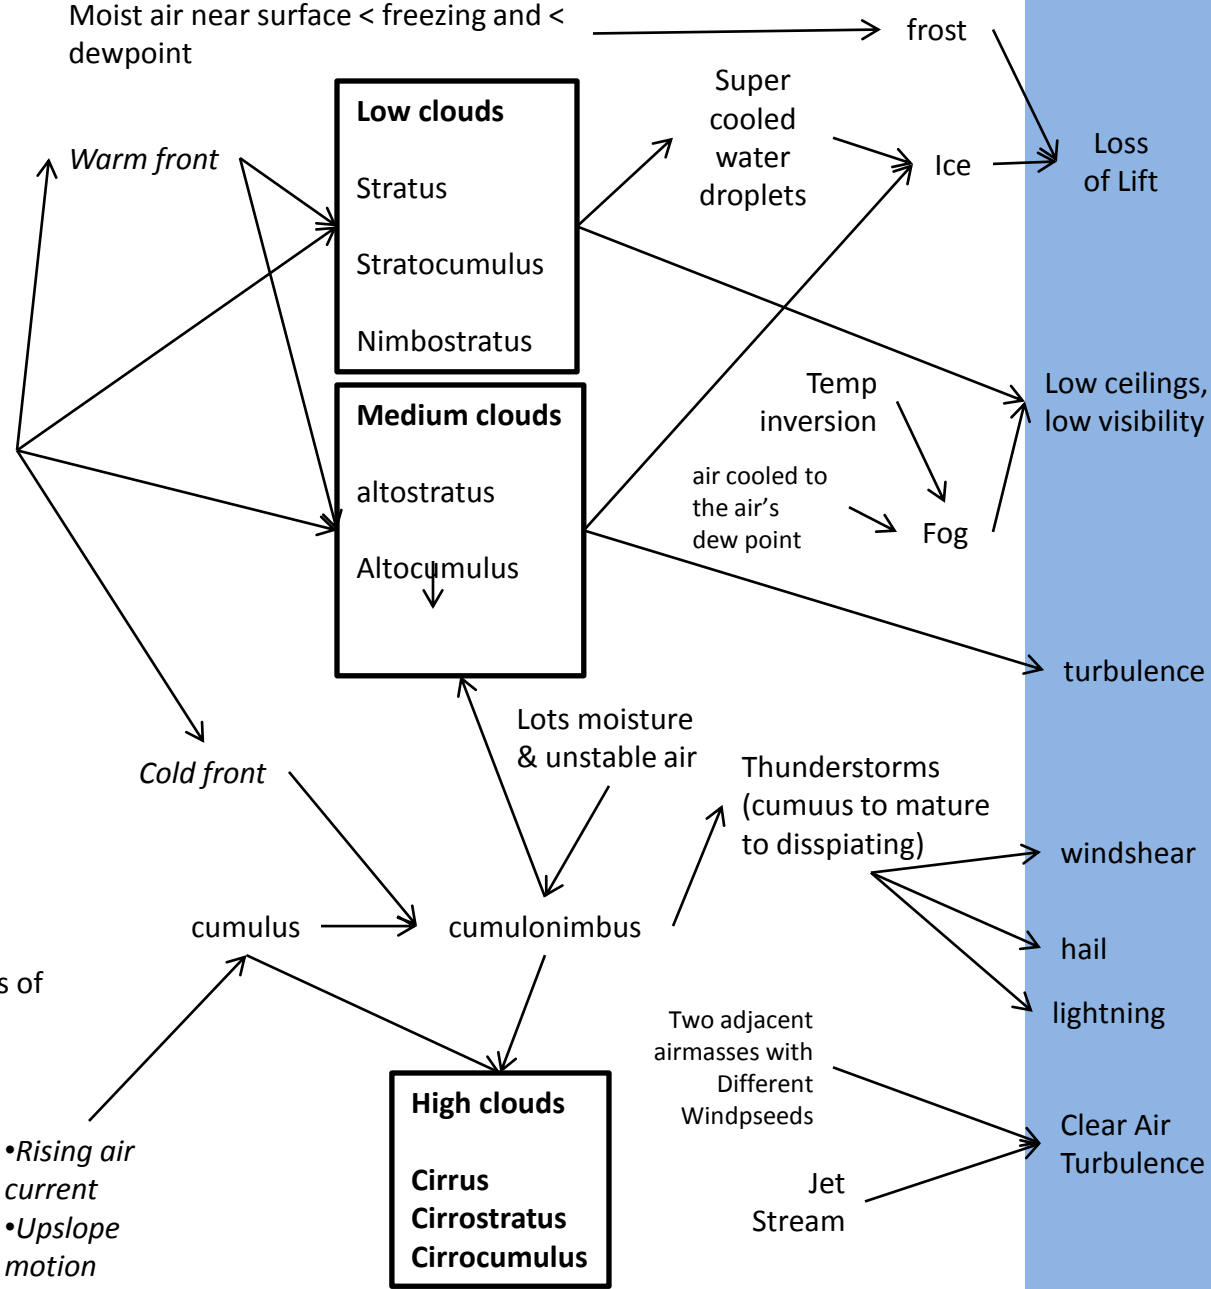 Moist air near surface < freezing and <
dewpoint
frost
Warm front
Low clouds
Stratus
Stratocumulus
Nimbostratus
Super
cooled
water
droplets
Ice
Loss
of Lift
Medium clouds
altostratus
Altocumulus
Temp
inversion
air cooled to
the air’s
dew point
Fog
Low ceilings,
low visibility
turbulence
Lots moisture
& unstable air
Cold front
Thunderstorms
(cumuus to mature
to disspiating)
windshear
hail
lightning
cumulus
cumulonimbus
s of
Two adjacent
airmasses with
Different
Windpseeds
Jet
Stream
Clear Air
Turbulence
High clouds
Cirrus
Cirrostratus
Cirrocumulus
•Rising air
current
•Upslope
motion